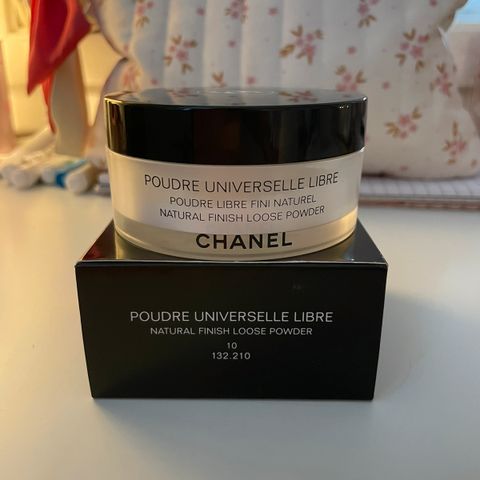 POUDRE UNIVERSELLE LIBRE
POUDRE LIBRE FINI NATUREL
NATURAL FINISH LOOSE POWDER
CHANEL
POUDRE UNIVERSELLE LIBRE
NATURAL FINISH LOOSE POWDER
10
132.210